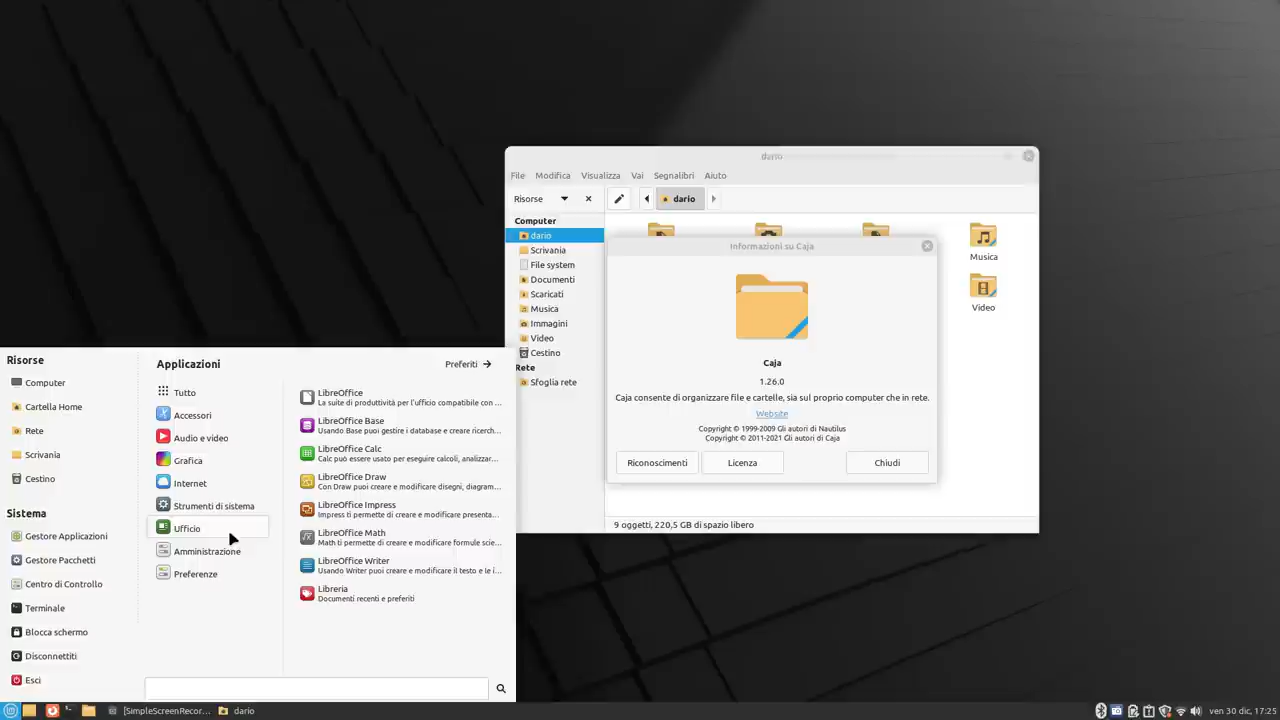 dario
File Modifica Visualizza Vai Segnalibri Aiuto
Risorse
dario
Computer
dario
Scrivania
File system
Documenti
Scaricati
Musica
Immagini
Video
Cestino
Rete
Sfoglia rete
Musica
Video
Informazioni su Caja
Caja
1.26.0
Caja consente di organizzare file e cartelle, sia sul proprio computer che in rete.
Website
Copyright © 1999-2009 Gli autori di Nautilus
Copyright © 2011-2021 Gli autori di Caja
Riconoscimenti Licenza Chiudi
9 oggetti, 220,5 GB di spazio libero
Risorse
Computer
Cartella Home
Rete
Scrivania
Cestino
Sistema
Gestore Applicazioni
Gestore Pacchetti
Centro di Controllo
Terminale
Blocca schermo
Disconnettiti
Esci
Applicazioni
Preferiti
Tutto
Accessori
Audio e video
Grafica
Internet
Strumenti di sistema
Ufficio
Amministrazione
Preferenze
LibreOffice
La suite di produttività per l'ufficio compatibile con ...
LibreOffice Base
Usando Base puoi gestire i database e creare ricerch...
LibreOffice Calc
Calc può essere usato per eseguire calcoli, analizzar...
LibreOffice Draw
Con Draw puoi creare e modificare disegni, diagram...
LibreOffice Impress
Impress ti permette di creare e modificare presenta...
LibreOffice Math
Math ti permette di creare e modificare formule scie...
LibreOffice Writer
Usando Writer puoi creare e modificare il testo e le i...
Libreria
Documenti recenti e preferiti
[SimpleScreenRecor... dario ven 30 dic, 17:25